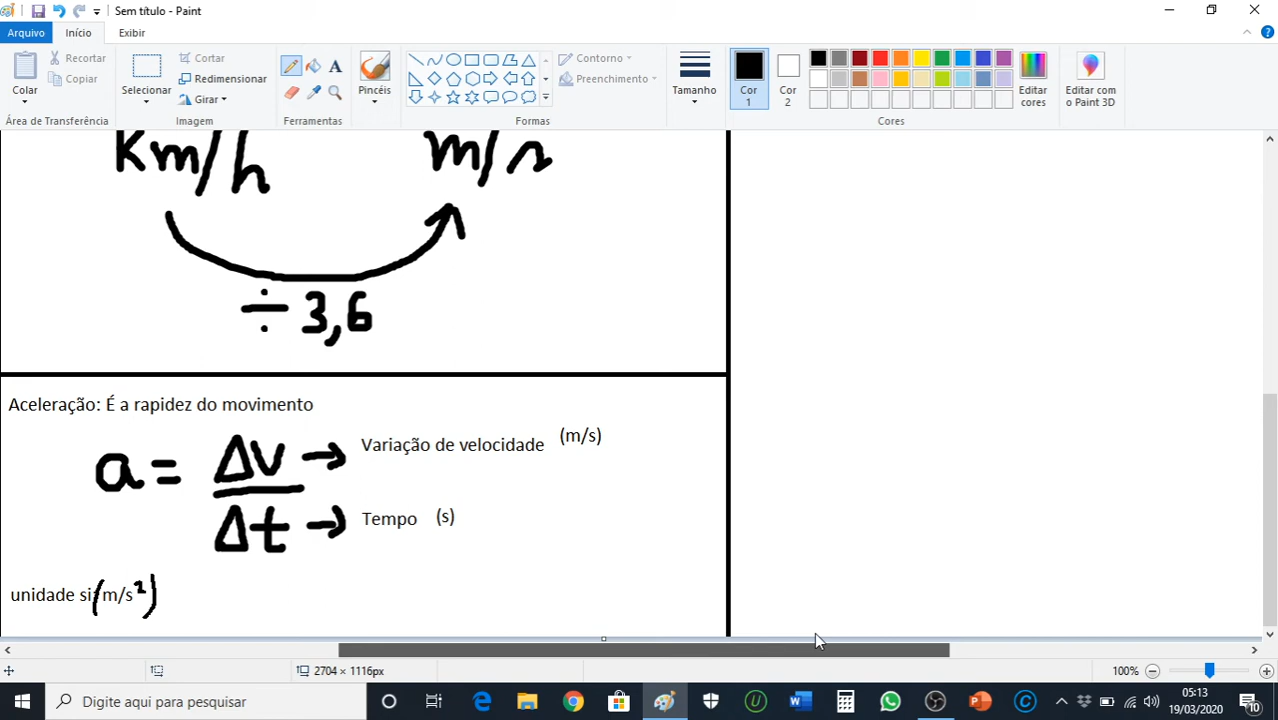 Sem título - Paint
Arquivo Início Exibir
Colar
Recortar
Copiar
Área de Transferência
Selecionar
Cortar
Redimensionar
Girar
Imagem
A
Ferramentas
Pincéis
Contorno
Preenchimento
Formas
Tamanho
Cor 1
Cor 2
Editar cores
Cores
Editar com o Paint 3D
Km/h m/s
÷ 3,6
Aceleração: É a rapidez do movimento
a = Δv → Variação de velocidade (m/s)
Δt → Tempo (s)
unidade si: (m/s²)
2704 × 1116px
100%
Digite aqui para pesquisar
05:13
19/03/2020
10